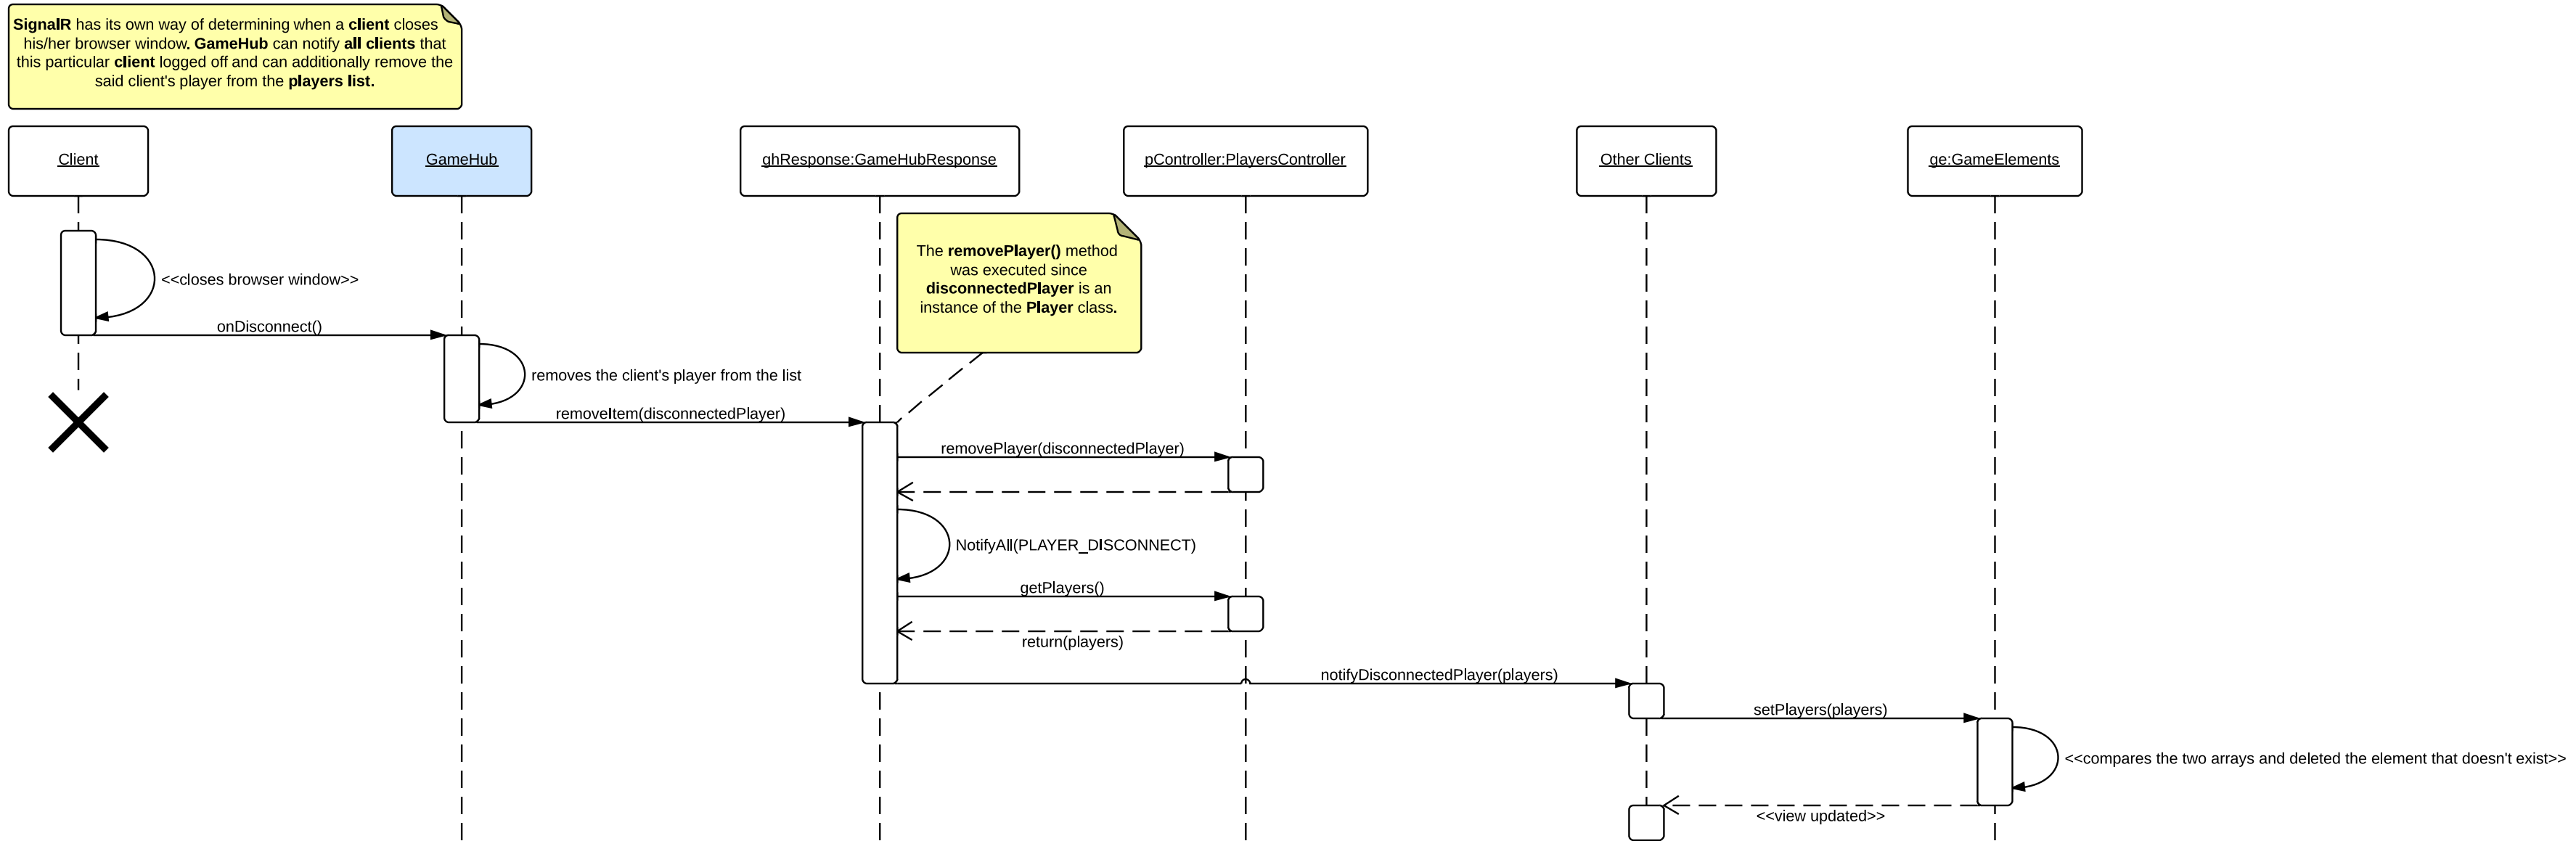 SignalR has its own way of determining when a client closes
his/her browser window. GameHub can notify all clients that
this particular client logged off and can additionally remove the
said client's player from the players list.
Client
GameHub
ghResponse:GameHubResponse
pController:PlayersController
Other Clients
ge:GameElements
The removePlayer() method
was executed since
disconnectedPlayer is an
instance of the Player class.
<<closes browser window>>
onDisconnect()
removes the client's player from the list
removeItem(disconnectedPlayer)
removePlayer(disconnectedPlayer)
NotifyAll(PLAYER_DISCONNECT)
getPlayers()
return(players)
notifyDisconnectedPlayer(players)
setPlayers(players)
<<compares the two arrays and deleted the element that doesn't exist>>
<<view updated>>